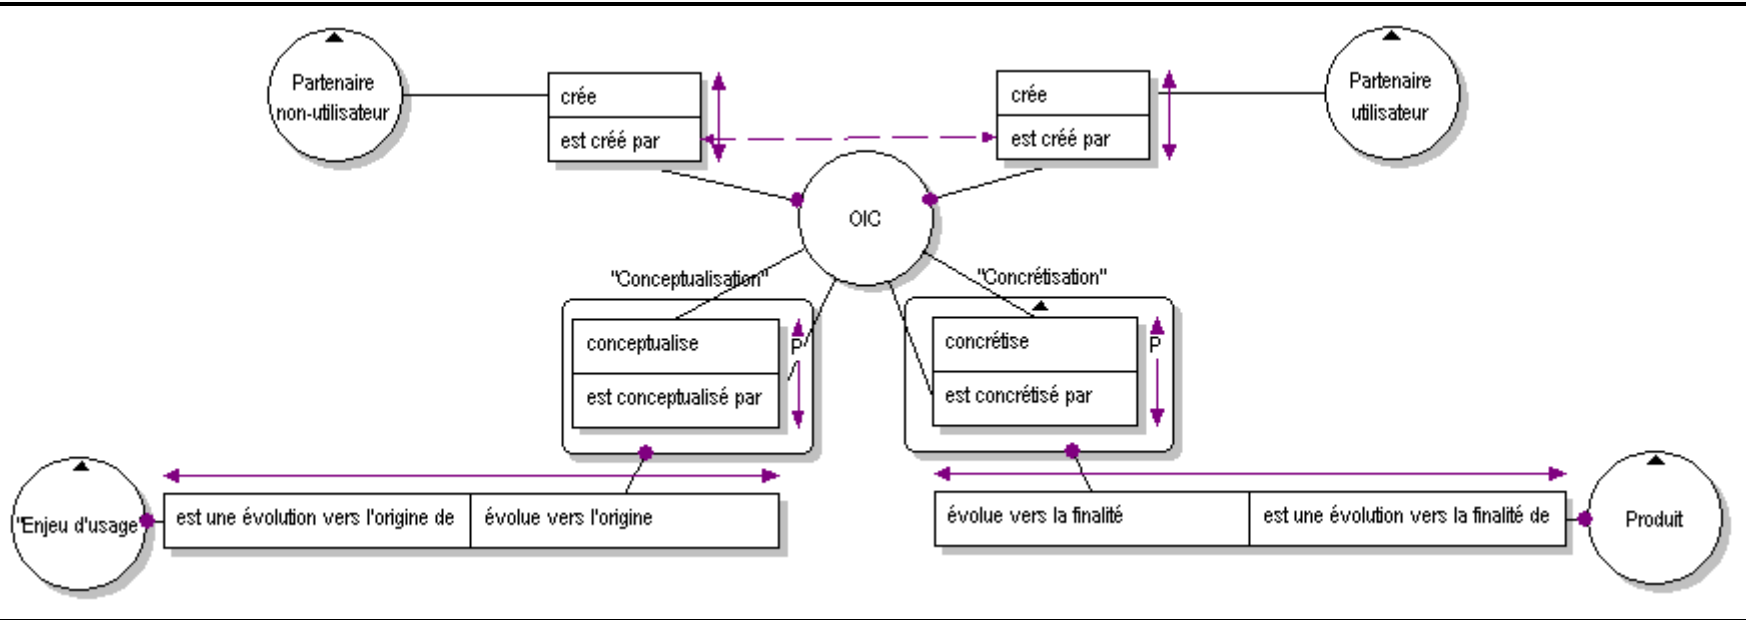 Partenaire
non-utilisateur
crée
est créé par
crée
est créé par
Partenaire
utilisateur
OIC
"Conceptualisation"
"Concrétisation"
conceptualise
P
est conceptualisé par
concrétise
P
est concrétisé par
"Enjeu d'usage"
est une évolution vers l'origine de
évolue vers l'origine
évolue vers la finalité
est une évolution vers la finalité de
Produit